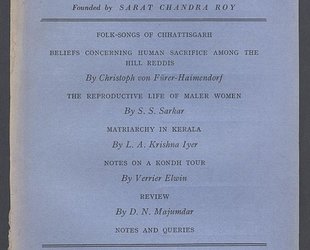 Founded by SARAT CHANDRA ROY
FOLK-SONGS OF CHHATTISGARH
BELIEFS CONCERNING HUMAN SACRIFICE AMONG THE
HILL REDDIS
By Christoph von Fürer-Haimendorf
THE REPRODUCTIVE LIFE OF MALER WOMEN
By S. S. Sarkar
MATRIARCHY IN KERALA
By L. A. Krishna Iyer
NOTES ON A KONDH TOUR
By Verrier Elwin
REVIEW
By D. N. Majumdar
NOTES AND QUERIES